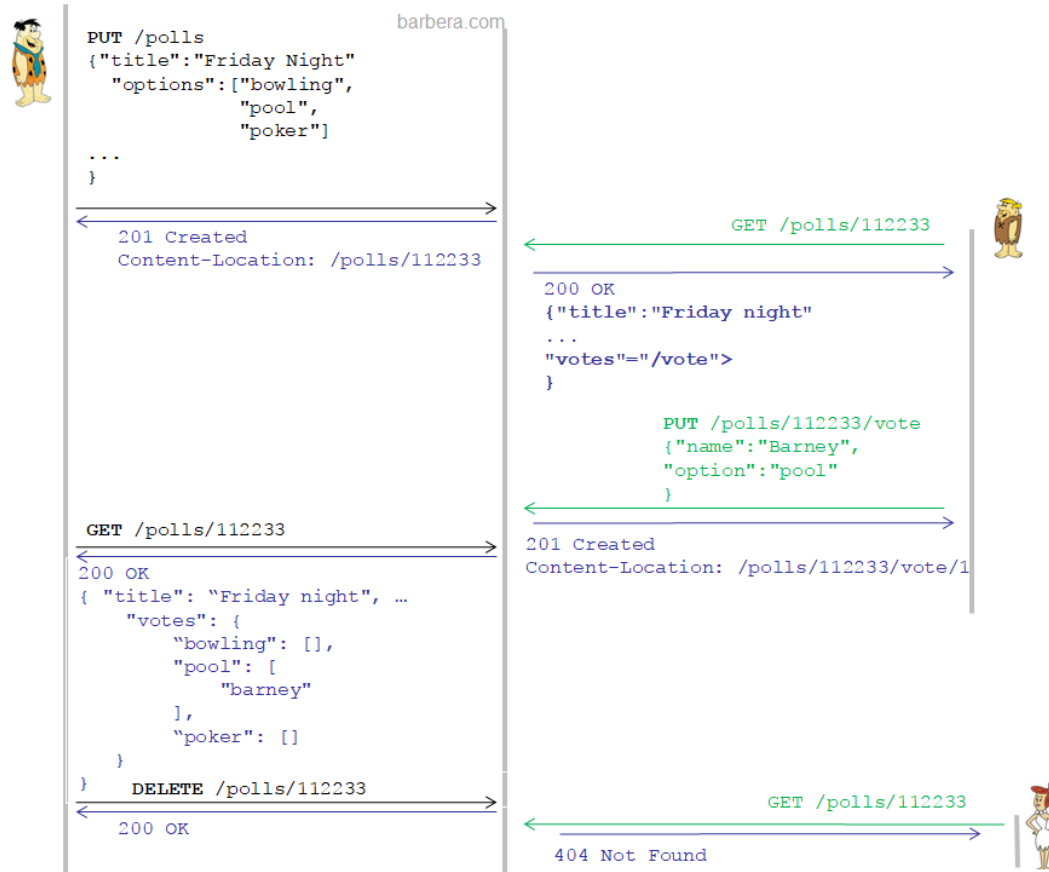 barbera.com
PUT /polls
{"title":"Friday Night"
"options":["bowling",
"pool",
"poker"]
...
}
201 Created
Content-Location: /polls/112233
GET /polls/112233
200 OK
{"title":"Friday night"
...
"votes"="/vote">
}
PUT /polls/112233/vote
{"name":"Barney",
"option":"pool"
}
201 Created
Content-Location: /polls/112233/vote/1
GET /polls/112233
200 OK
{ "title": “Friday night", …
"votes": {
“bowling": [],
"pool": [
"barney"
],
“poker": []
}
}
DELETE /polls/112233
200 OK
GET /polls/112233
404 Not Found